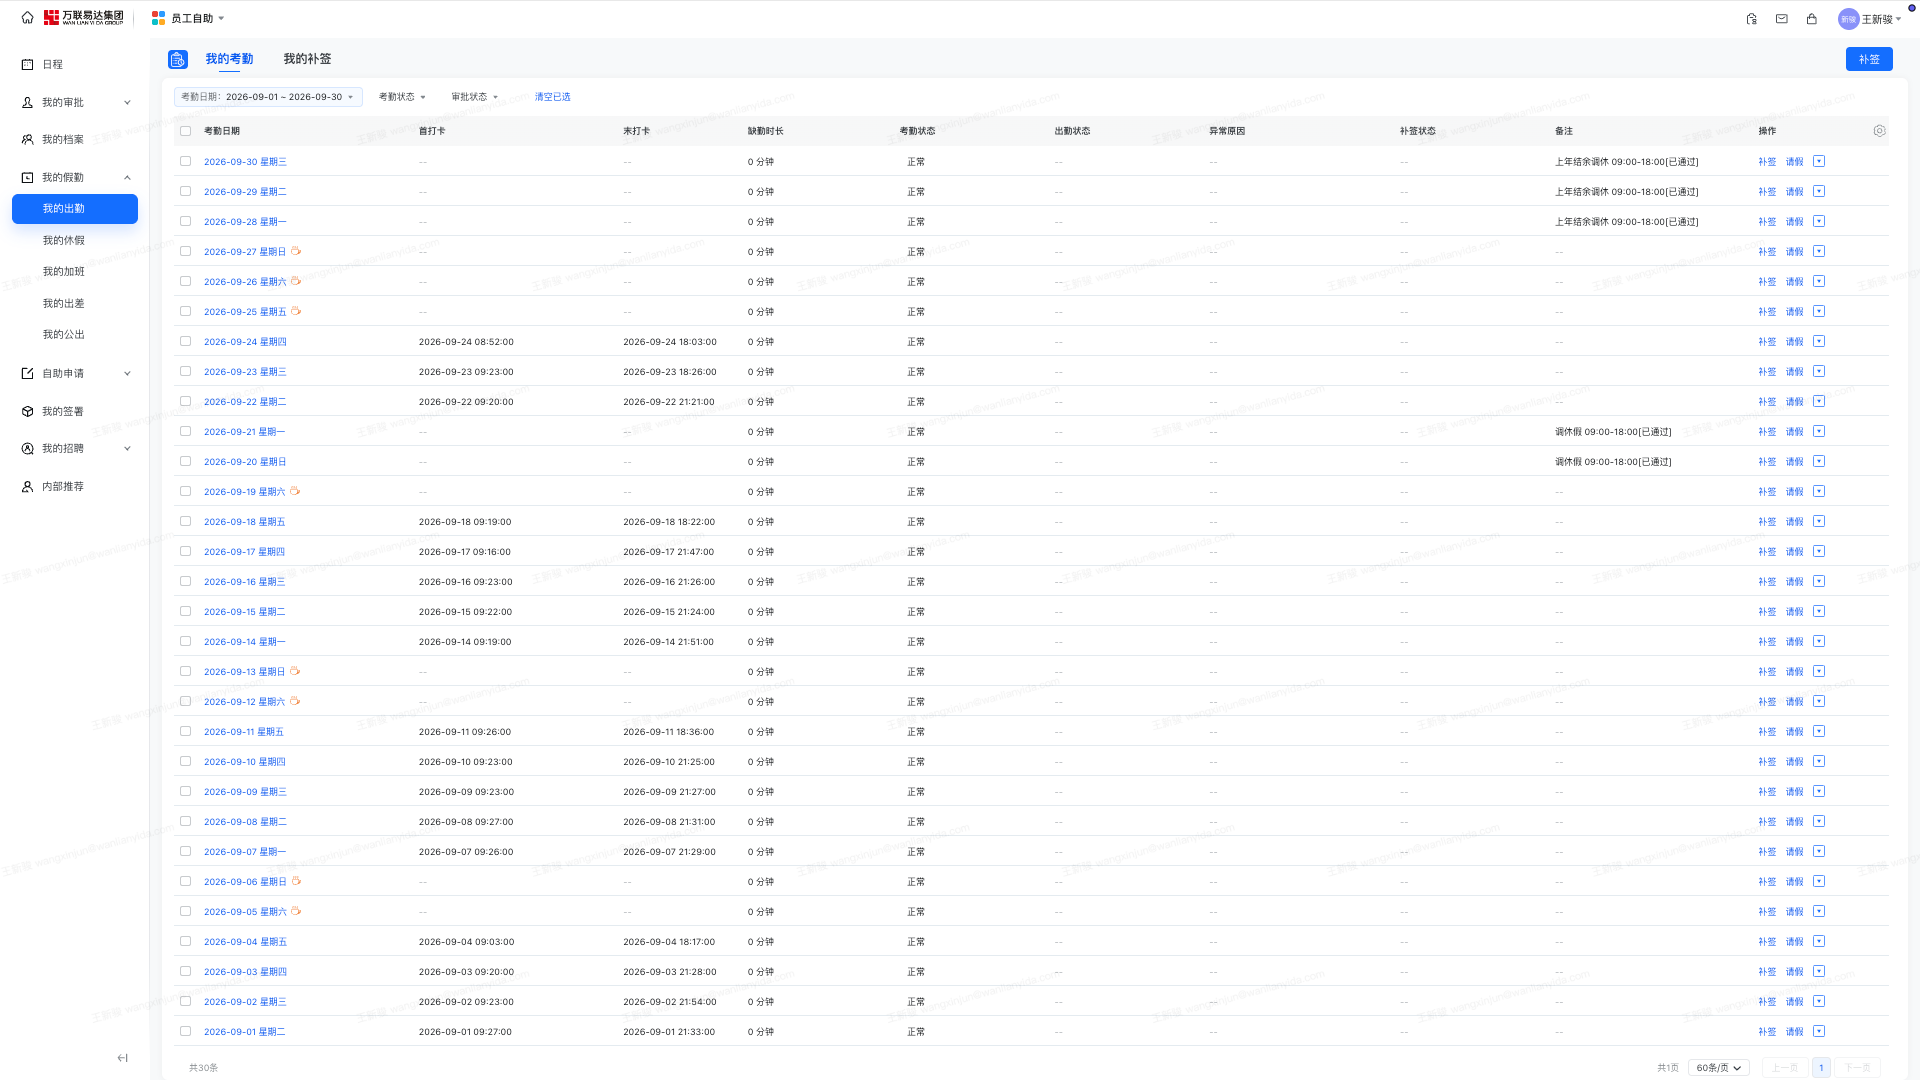 万联易达集团
WAN LIAN YI DA GROUP
员工自助
新骏 王新骏
日程
我的审批
我的档案
我的假勤
我的出勤
我的休假
我的加班
我的出差
我的公出
自助申请
我的签署
我的招聘
内部推荐
我的考勤 我的补签 补签
考勤日期: 2026-09-01 ~ 2026-09-30 考勤状态 审批状态 清空已选
考勤日期 首打卡 末打卡 缺勤时长 考勤状态 出勤状态 异常原因 补签状态 备注 操作
2026-09-30 星期三 -- -- 0 分钟 正常 -- -- -- 上年结余调休 09:00-18:00[已通过] 补签 请假
2026-09-29 星期二 -- -- 0 分钟 正常 -- -- -- 上年结余调休 09:00-18:00[已通过] 补签 请假
2026-09-28 星期一 -- -- 0 分钟 正常 -- -- -- 上年结余调休 09:00-18:00[已通过] 补签 请假
2026-09-27 星期日 -- -- 0 分钟 正常 -- -- -- -- 补签 请假
2026-09-26 星期六 -- -- 0 分钟 正常 -- -- -- -- 补签 请假
2026-09-25 星期五 -- -- 0 分钟 正常 -- -- -- -- 补签 请假
2026-09-24 星期四 2026-09-24 08:52:00 2026-09-24 18:03:00 0 分钟 正常 -- -- -- -- 补签 请假
2026-09-23 星期三 2026-09-23 09:23:00 2026-09-23 18:26:00 0 分钟 正常 -- -- -- -- 补签 请假
2026-09-22 星期二 2026-09-22 09:20:00 2026-09-22 21:21:00 0 分钟 正常 -- -- -- -- 补签 请假
2026-09-21 星期一 -- -- 0 分钟 正常 -- -- -- 调休假 09:00-18:00[已通过] 补签 请假
2026-09-20 星期日 -- -- 0 分钟 正常 -- -- -- 调休假 09:00-18:00[已通过] 补签 请假
2026-09-19 星期六 -- -- 0 分钟 正常 -- -- -- -- 补签 请假
2026-09-18 星期五 2026-09-18 09:19:00 2026-09-18 18:22:00 0 分钟 正常 -- -- -- -- 补签 请假
2026-09-17 星期四 2026-09-17 09:16:00 2026-09-17 21:47:00 0 分钟 正常 -- -- -- -- 补签 请假
2026-09-16 星期三 2026-09-16 09:23:00 2026-09-16 21:26:00 0 分钟 正常 -- -- -- -- 补签 请假
2026-09-15 星期二 2026-09-15 09:22:00 2026-09-15 21:24:00 0 分钟 正常 -- -- -- -- 补签 请假
2026-09-14 星期一 2026-09-14 09:19:00 2026-09-14 21:51:00 0 分钟 正常 -- -- -- -- 补签 请假
2026-09-13 星期日 -- -- 0 分钟 正常 -- -- -- -- 补签 请假
2026-09-12 星期六 -- -- 0 分钟 正常 -- -- -- -- 补签 请假
2026-09-11 星期五 2026-09-11 09:26:00 2026-09-11 18:36:00 0 分钟 正常 -- -- -- -- 补签 请假
2026-09-10 星期四 2026-09-10 09:23:00 2026-09-10 21:25:00 0 分钟 正常 -- -- -- -- 补签 请假
2026-09-09 星期三 2026-09-09 09:23:00 2026-09-09 21:27:00 0 分钟 正常 -- -- -- -- 补签 请假
2026-09-08 星期二 2026-09-08 09:27:00 2026-09-08 21:31:00 0 分钟 正常 -- -- -- -- 补签 请假
2026-09-07 星期一 2026-09-07 09:26:00 2026-09-07 21:29:00 0 分钟 正常 -- -- -- -- 补签 请假
2026-09-06 星期日 -- -- 0 分钟 正常 -- -- -- -- 补签 请假
2026-09-05 星期六 -- -- 0 分钟 正常 -- -- -- -- 补签 请假
2026-09-04 星期五 2026-09-04 09:03:00 2026-09-04 18:17:00 0 分钟 正常 -- -- -- -- 补签 请假
2026-09-03 星期四 2026-09-03 09:20:00 2026-09-03 21:28:00 0 分钟 正常 -- -- -- -- 补签 请假
2026-09-02 星期三 2026-09-02 09:23:00 2026-09-02 21:54:00 0 分钟 正常 -- -- -- -- 补签 请假
2026-09-01 星期二 2026-09-01 09:27:00 2026-09-01 21:33:00 0 分钟 正常 -- -- -- -- 补签 请假
共30条 共1页 60条/页 上一页 1 下一页
王新骏 wangxinjun@wanlianyida.com